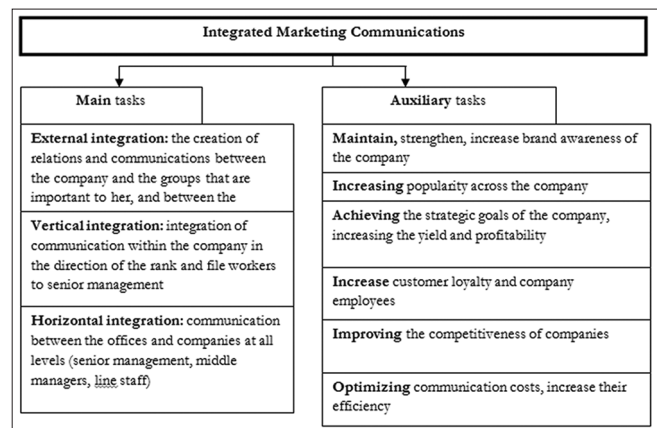 Integrated Marketing Communications
Main tasks
External integration: the creation of
relations and communications between
the company and the groups that are
important to her, and between the
Vertical integration: integration of
communication within the company in
the direction of the rank and file workers
to senior management
Horizontal integration: communication
between the offices and companies at all
levels (senior management, middle
managers, line staff)
Auxiliary tasks
Maintain, strengthen, increase brand awareness of
the company
Increasing popularity across the company
Achieving the strategic goals of the company,
increasing the yield and profitability
Increase customer loyalty and company
employees
Improving the competitiveness of companies
Optimizing communication costs, increase their
efficiency